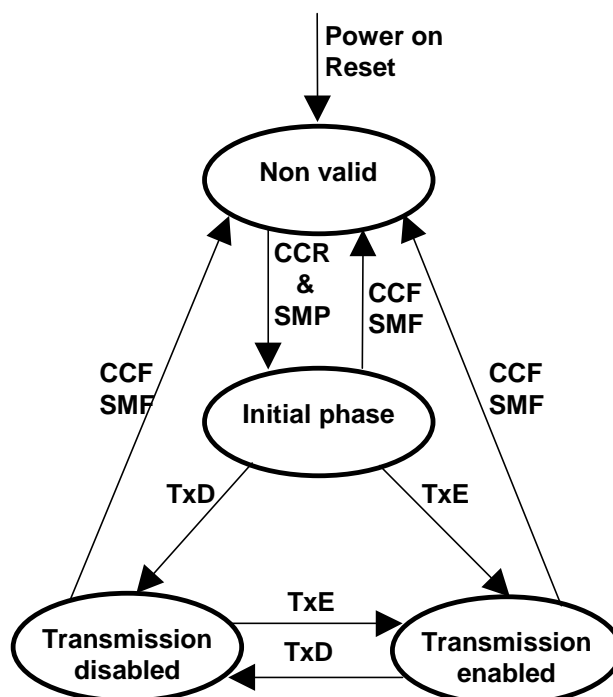 Power on
Reset
Non valid
CCR
&
SMP
CCF
SMF
CCF
SMF
CCF
SMF
Initial phase
TxD
TxE
TxE
Transmission
disabled
TxD
Transmission
enabled